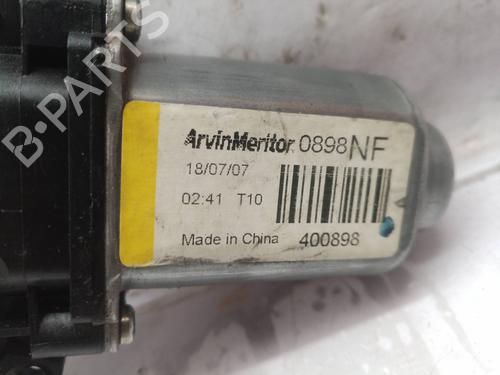 B-PARTS
ArvinMeritor 0898NF
18/07/07
02:41 T10
Made in China 400898